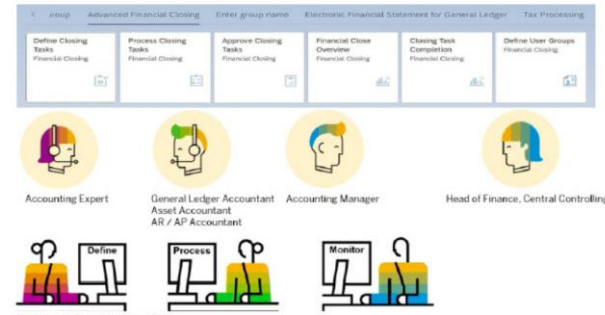 Advanced Financial Closing Enter group name Electronic Financial Statement for General Ledger Tax Processing
Define Closing
Tasks
Financial Closing
Process Closing
Tasks
Financial Closing
Approve Closing
Tasks
Financial Closing
Financial Close
Overview
Financial Closing
Closing Task
Completion
Financial Closing
Define User Groups
Financial Closing
Accounting Expert
General Ledger Accountant
Asset Accountant
AR / AP Accountant
Accounting Manager
Head of Finance, Central Controlling
Define
Process
Monitor